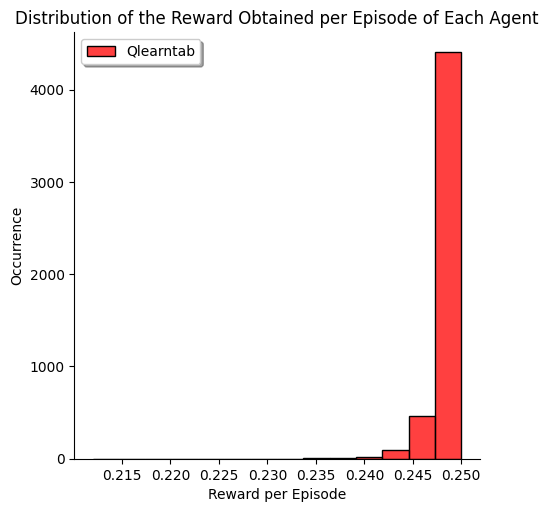 Distribution of the Reward Obtained per Episode of Each Agent
Qlearntab
4000
3000
2000
1000
0
Occurrence
0.215 0.220 0.225 0.230 0.235 0.240 0.245 0.250
Reward per Episode